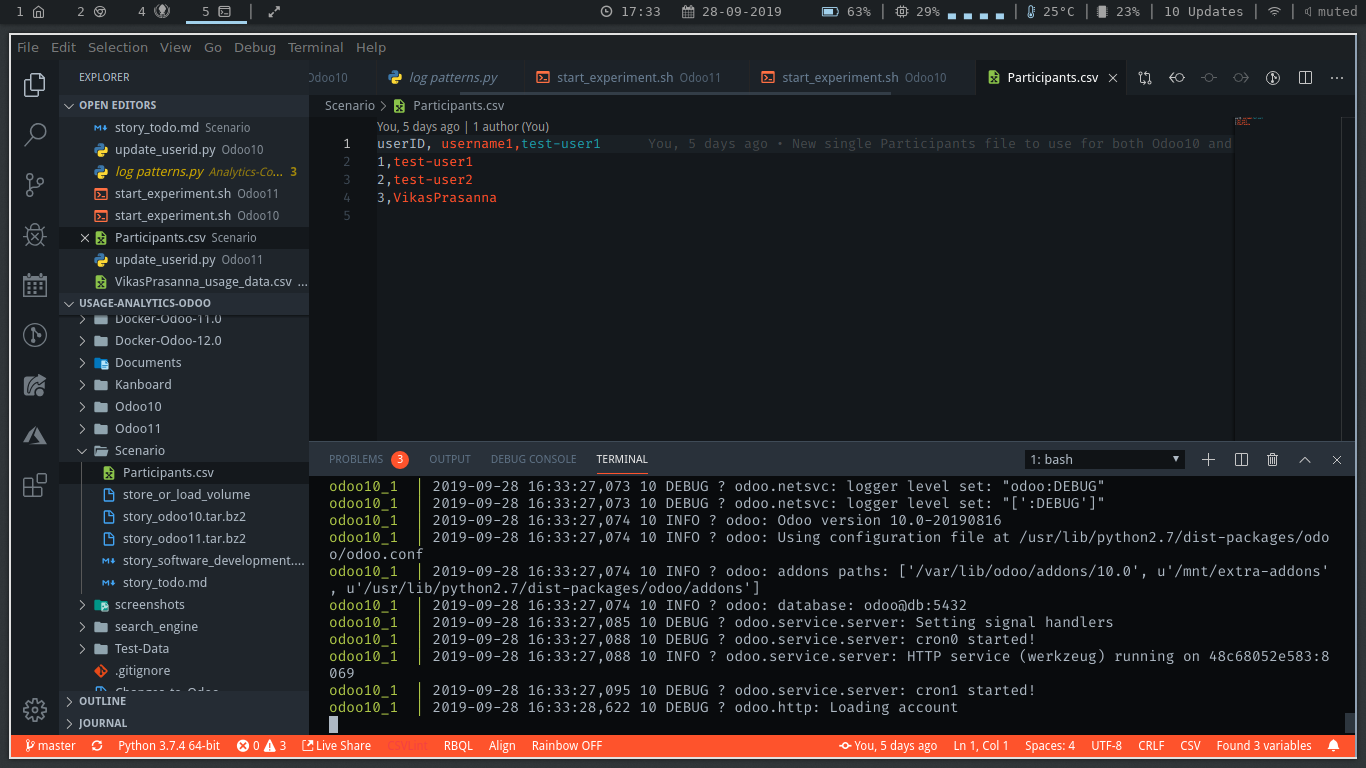 1 2 4 5 | 17:33 28-09-2019 63% | 29% | 25°C | 23% | 10 Updates | | muted
File Edit Selection View Go Debug Terminal Help
EXPLORER
OPEN EDITORS
story_todo.md Scenario
update_userid.py Odoo10
log patterns.py Analytics-Co... 3
start_experiment.sh Odoo11
start_experiment.sh Odoo10
Participants.csv Scenario
update_userid.py Odoo11
VikasPrasanna_usage_data.csv ...
USAGE-ANALYTICS-ODOO
Docker-Odoo-11.0
Docker-Odoo-12.0
Documents
Kanboard
Odoo10
Odoo11
Scenario
Participants.csv
store_or_load_volume
story_odoo10.tar.bz2
story_odoo11.tar.bz2
story_software_development....
story_todo.md
screenshots
search_engine
Test-Data
.gitignore
Changes-to-Odoo
OUTLINE
JOURNAL
Odoo10 log patterns.py start_experiment.sh Odoo11 start_experiment.sh Odoo10 Participants.csv
Scenario > Participants.csv
You, 5 days ago | 1 author (You)
1 userID, username1,test-user1 You, 5 days ago • New single Participants file to use for both Odoo10 and
2 1,test-user1
3 2,test-user2
4 3,VikasPrasanna
5
PROBLEMS 3 OUTPUT DEBUG CONSOLE TERMINAL 1: bash
odoo10_1 | 2019-09-28 16:33:27,073 10 DEBUG ? odoo.netsvc: logger level set: "odoo:DEBUG"
odoo10_1 | 2019-09-28 16:33:27,073 10 DEBUG ? odoo.netsvc: logger level set: "[':DEBUG']"
odoo10_1 | 2019-09-28 16:33:27,074 10 INFO ? odoo: Odoo version 10.0-20190816
odoo10_1 | 2019-09-28 16:33:27,074 10 INFO ? odoo: Using configuration file at /usr/lib/python2.7/dist-packages/odo
o/odoo.conf
odoo10_1 | 2019-09-28 16:33:27,074 10 INFO ? odoo: addons paths: ['/var/lib/odoo/addons/10.0', u'/mnt/extra-addons'
, u'/usr/lib/python2.7/dist-packages/odoo/addons']
odoo10_1 | 2019-09-28 16:33:27,074 10 INFO ? odoo: database: odoo@db:5432
odoo10_1 | 2019-09-28 16:33:27,085 10 DEBUG ? odoo.service.server: Setting signal handlers
odoo10_1 | 2019-09-28 16:33:27,088 10 DEBUG ? odoo.service.server: cron0 started!
odoo10_1 | 2019-09-28 16:33:27,088 10 INFO ? odoo.service.server: HTTP service (werkzeug) running on 48c68052e583:8
069
odoo10_1 | 2019-09-28 16:33:27,095 10 DEBUG ? odoo.service.server: cron1 started!
odoo10_1 | 2019-09-28 16:33:28,622 10 DEBUG ? odoo.http: Loading account
master Python 3.7.4 64-bit 0 3 Live Share CSVLint RBQL Align Rainbow OFF You, 5 days ago Ln 1, Col 1 Spaces: 4 UTF-8 CRLF CSV Found 3 variables